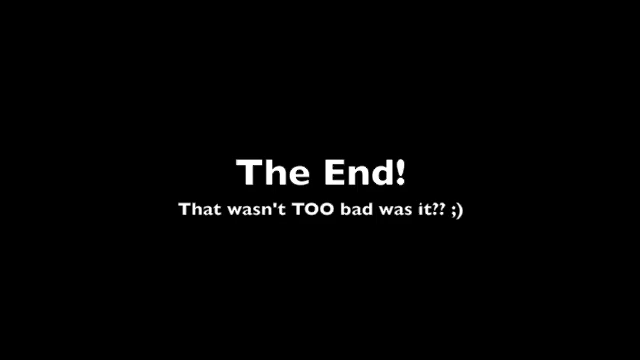 The End!
That wasn't TOO bad was it?? ;)